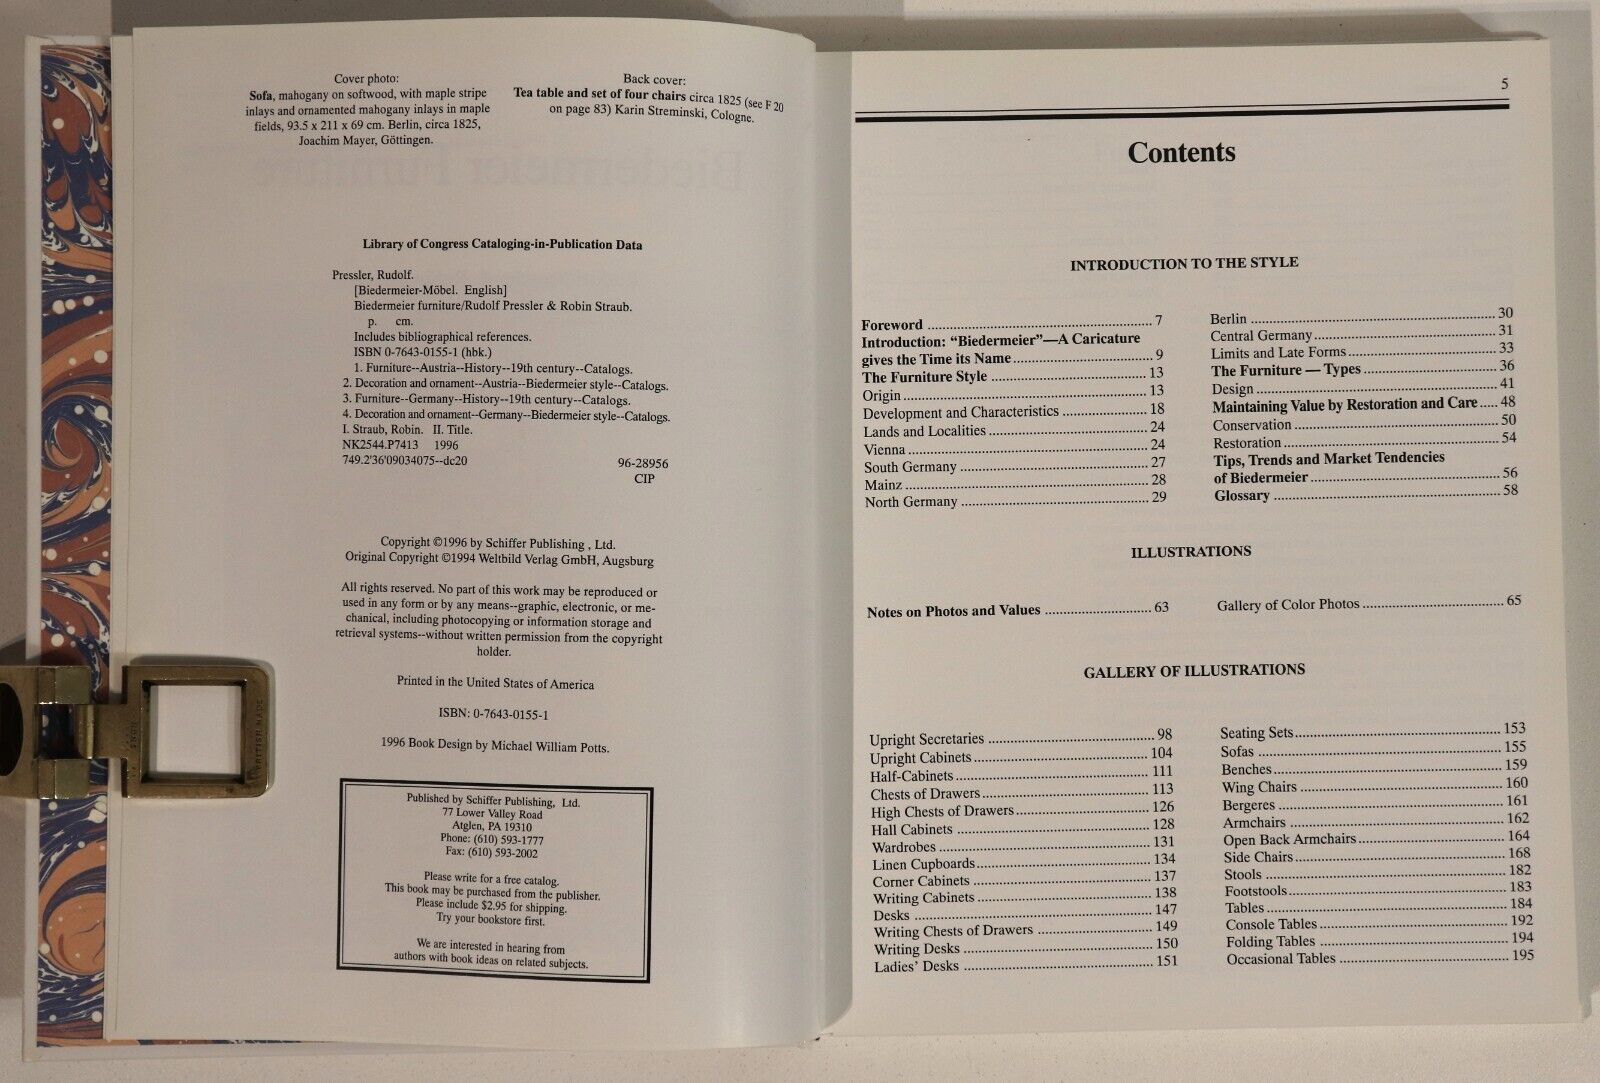 Cover photo:
Sofa, mahogany on softwood, with maple stripe
inlays and ornamented mahogany inlays in maple
fields, 93.5 x 211 x 69 cm. Berlin, circa 1825,
Joachim Mayer, Göttingen.
Back cover:
Tea table and set of four chairs circa 1825 (see F 20
on page 83) Karin Streminski, Cologne.
Library of Congress Cataloging-in-Publication Data
Pressler, Rudolf.
[Biedermeier-Möbel. English]
Biedermeier furniture/Rudolf Pressler & Robin Straub.
p. cm.
Includes bibliographical references.
ISBN 0-7643-0155-1 (hbk.)
1. Furniture--Austria--History--19th century--Catalogs.
2. Decoration and ornament--Austria--Biedermeier style--Catalogs.
3. Furniture--Germany--History--19th century--Catalogs.
4. Decoration and ornament--Germany--Biedermeier style--Catalogs.
I. Straub, Robin. II. Title.
NK2544.P7413 1996
749.2'36'09034075--dc20 96-28956
CIP
Copyright ©1996 by Schiffer Publishing , Ltd.
Original Copyright ©1994 Weltbild Verlag GmbH, Augsburg
All rights reserved. No part of this work may be reproduced or
used in any form or by any means--graphic, electronic, or me-
chanical, including photocopying or information storage and
retrieval systems--without written permission from the copyright
holder.
Printed in the United States of America
ISBN: 0-7643-0155-1
1996 Book Design by Michael William Potts.
Published by Schiffer Publishing, Ltd.
77 Lower Valley Road
Atglen, PA 19310
Phone: (610) 593-1777
Fax: (610) 593-2002
Please write for a free catalog.
This book may be purchased from the publisher.
Please include $2.95 for shipping.
Try your bookstore first.
We are interested in hearing from
authors with book ideas on related subjects.
BRITISH MADE
5
Contents
INTRODUCTION TO THE STYLE
Foreword ... 7
Introduction: “Biedermeier”—A Caricature
gives the Time its Name ... 9
The Furniture Style ... 13
Origin ... 13
Development and Characteristics ... 18
Lands and Localities ... 24
Vienna ... 24
South Germany ... 27
Mainz ... 28
North Germany ... 29
Berlin ... 30
Central Germany ... 31
Limits and Late Forms ... 33
The Furniture — Types ... 36
Design ... 41
Maintaining Value by Restoration and Care ..... 48
Conservation ... 50
Restoration ... 54
Tips, Trends and Market Tendencies
of Biedermeier ... 56
Glossary ... 58
ILLUSTRATIONS
Notes on Photos and Values ... 63
Gallery of Color Photos ... 65
GALLERY OF ILLUSTRATIONS
Upright Secretaries ... 98
Upright Cabinets ... 104
Half-Cabinets ... 111
Chests of Drawers ... 113
High Chests of Drawers ... 126
Hall Cabinets ... 128
Wardrobes ... 131
Linen Cupboards ... 134
Corner Cabinets ... 137
Writing Cabinets ... 138
Desks ... 147
Writing Chests of Drawers ... 149
Writing Desks ... 150
Ladies' Desks ... 151
Seating Sets ... 153
Sofas ... 155
Benches ... 159
Wing Chairs ... 160
Bergeres ... 161
Armchairs ... 162
Open Back Armchairs ... 164
Side Chairs ... 168
Stools ... 182
Footstools ... 183
Tables ... 184
Console Tables ... 192
Folding Tables ... 194
Occasional Tables ... 195